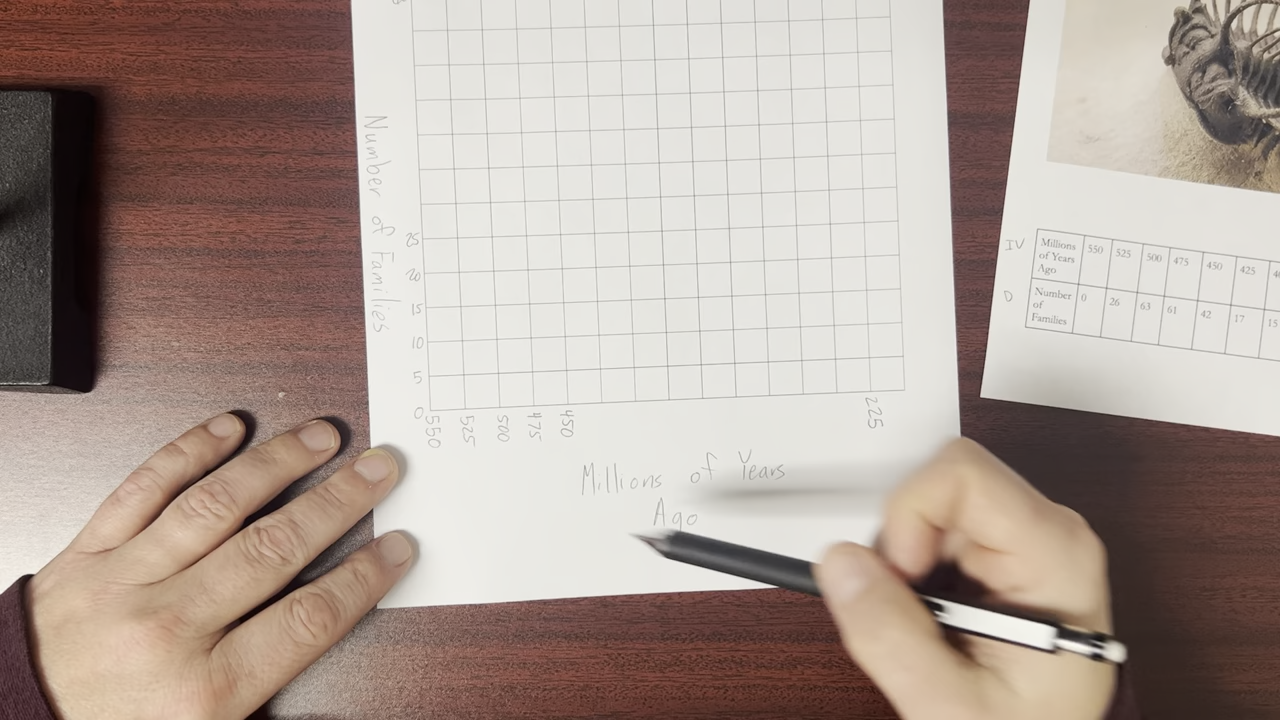 Number of Families
25
20
15
10
5
0
550 525 500 475 450 225
Millions of Years
Ago
IV
Millions of Years Ago 550 525 500 475 450 425
D
Number of Families 0 26 63 61 42 17 15